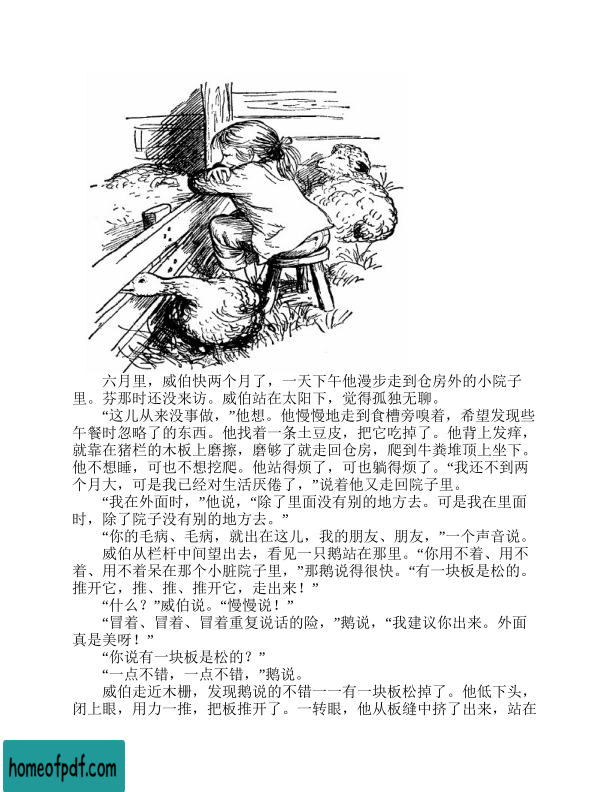 六月里，威伯快两个月了，一天下午他漫步走到仓房外的小院子
里。芬那时还没来访。威伯站在太阳下，觉得孤独无聊。
“这儿从来没事做，”他想。他慢慢地走到食槽旁嗅着，希望发现些
午餐时忽略了的东西。他找着一条土豆皮，把它吃掉了。他背上发痒，
就靠在猪栏的木板上磨擦，磨够了就走回仓房，爬到牛粪堆顶上坐下。
他不想睡，可也不想挖爬。他站得烦了，可也躺得烦了。“我还不到两
个月大，可是我已经对生活厌倦了，”说着他又走回院子里。
“我在外面时，”他说，“除了里面没有别的地方去。可是我在里面
时，除了院子没有别的地方去。”
“你的毛病、毛病，就出在这儿，我的朋友、朋友，”一个声音说。
威伯从栏杆中间望出去，看见一只鹅站在那里。“你用不着、用不
着、用不着呆在那个小脏院子里，”那鹅说得很快。“有一块板是松的。
推开它，推、推、推开它，走出来！”
“什么？”威伯说。“慢慢说！”
“冒着、冒着、冒着重复说话的险，”鹅说，“我建议你出来。外面
真是美呀！”
“你说有一块板是松的？”
“一点不错，一点不错，”鹅说。
威伯走近木栅，发现鹅说的不错一一有一块板松掉了。他低下头，
闭上眼，用力一推，把板推开了。一转眼，他从板缝中挤了出来，站在
homeofpdf.com